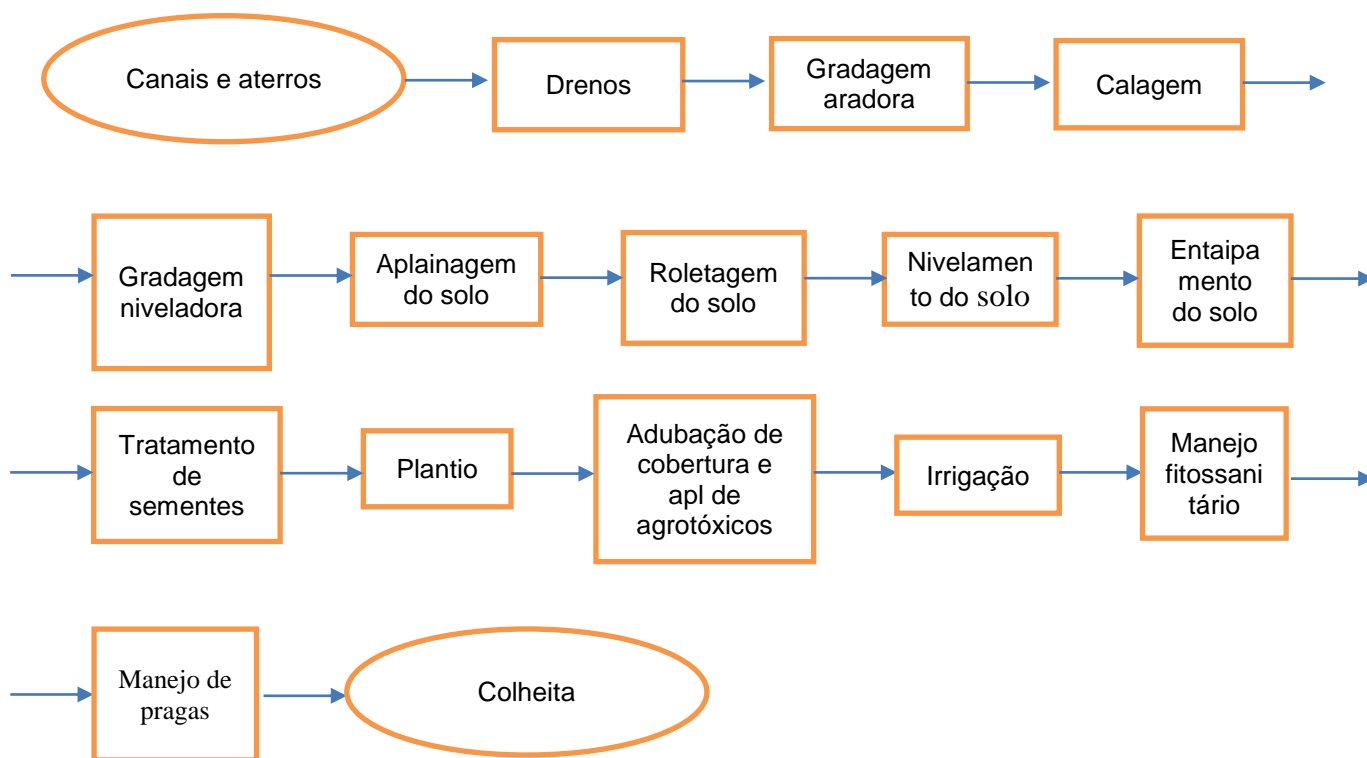 Canais e aterros
Drenos
Gradagem
aradora
Calagem
Gradagem
niveladora
Aplainagem
do solo
Roletagem
do solo
Nivelamen
to do solo
Entaipa
mento
do solo
Tratamento
de
sementes
Plantio
Adubação de
cobertura e
apl de
agrotóxicos
Irrigação
Manejo
fitossani
tário
Manejo de
pragas
Colheita